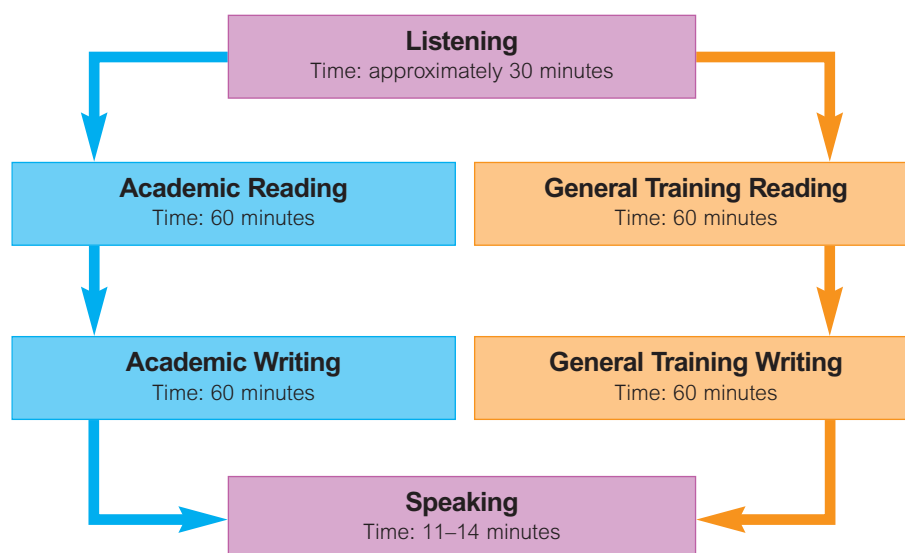 Listening
Time: approximately 30 minutes
Academic Reading
Time: 60 minutes
General Training Reading
Time: 60 minutes
Academic Writing
Time: 60 minutes
General Training Writing
Time: 60 minutes
Speaking
Time: 11–14 minutes